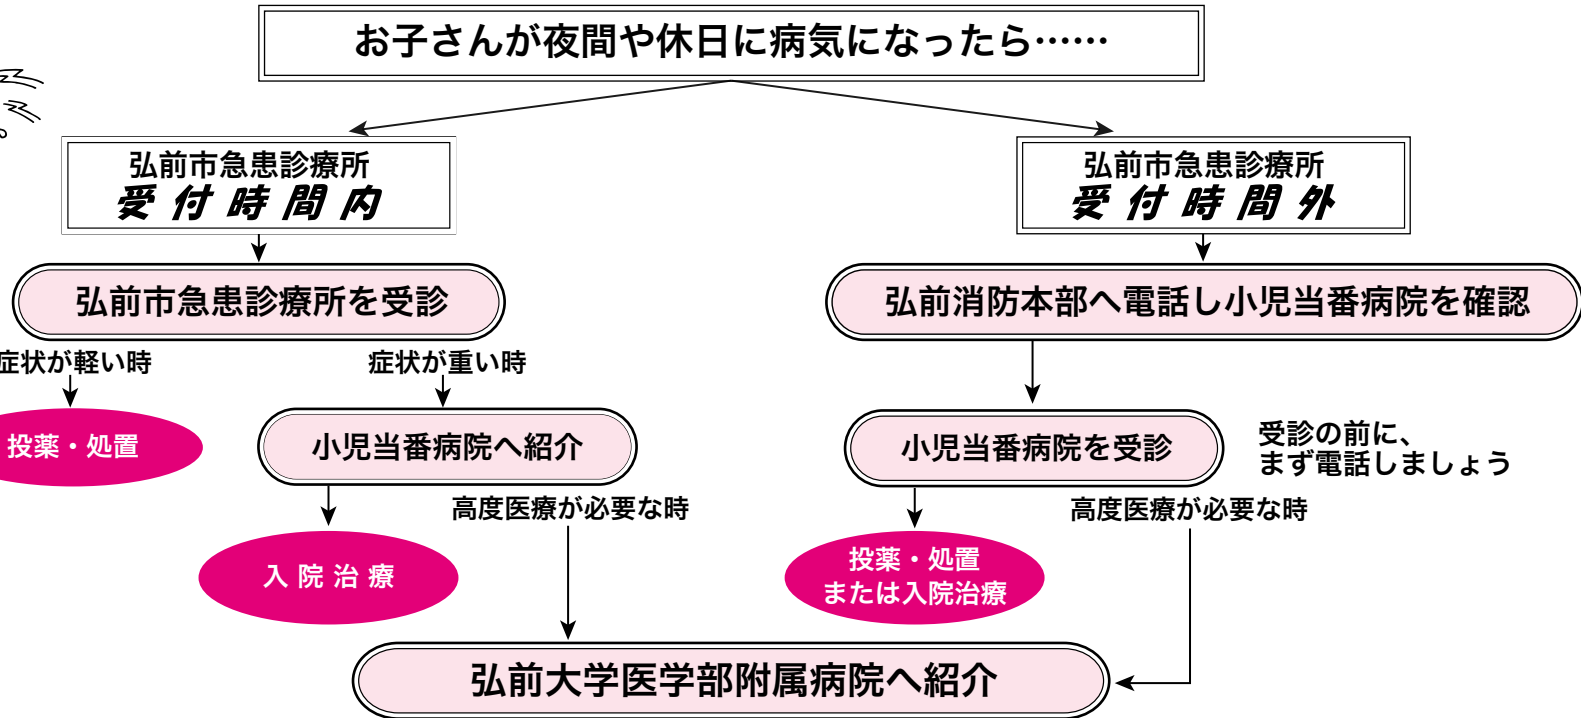 お子さんが夜間や休日に病気になったら……
弘前市急患診療所
受付時間内
弘前市急患診療所
受付時間外
弘前市急患診療所を受診
弘前消防本部へ電話し小児当番病院を確認
症状が軽い時
症状が重い時
投薬・処置
小児当番病院へ紹介
小児当番病院を受診
受診の前に、
まず電話しましょう
高度医療が必要な時
高度医療が必要な時
入院治療
投薬・処置
または入院治療
弘前大学医学部附属病院へ紹介